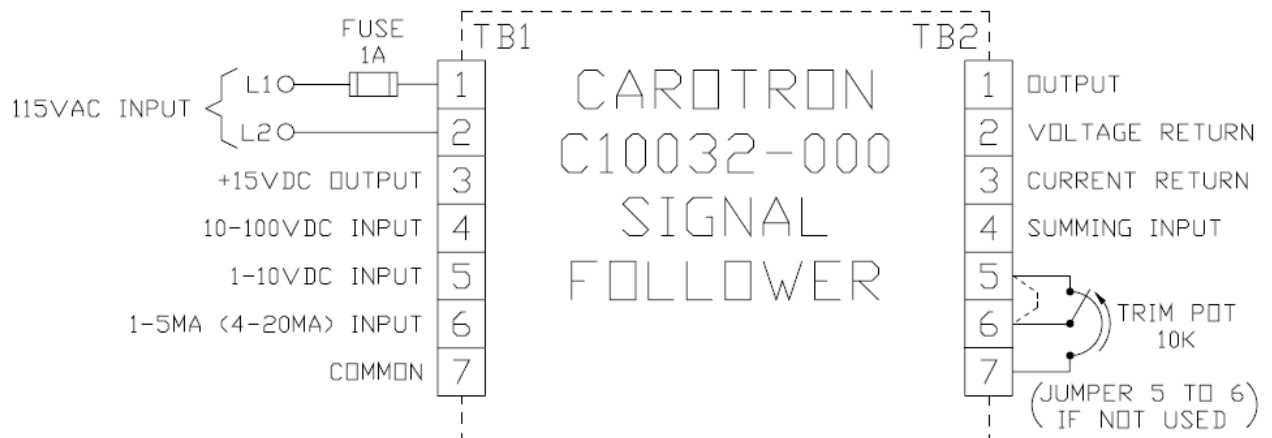 FUSE
1A
TB1
TB2
115VAC INPUT
L1
L2
+15VDC OUTPUT
10-100VDC INPUT
1-10VDC INPUT
1-5MA (4-20MA) INPUT
COMMON
1
2
3
4
5
6
7
CAROTRON
C10032-000
SIGNAL
FOLLOWER
1
2
3
4
5
6
7
OUTPUT
VOLTAGE RETURN
CURRENT RETURN
SUMMING INPUT
TRIM POT
10K
(JUMPER 5 TO 6)
( IF NOT USED )